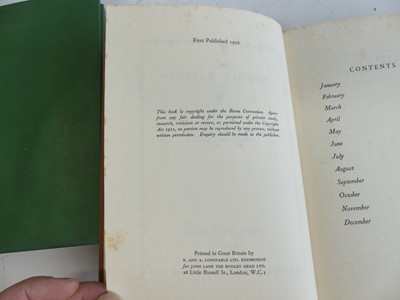 First Published 1956
This book is copyright under the Berne Convention. Apart
from any fair dealing for the purposes of private study,
research, criticism or review, as permitted under the Copyright
Act 1911, no portion may be reproduced by any process, without
written permission. Enquiry should be made to the publisher.
Printed in Great Britain by
T. AND A. CONSTABLE LTD. EDINBURGH
for JOHN LANE THE BODLEY HEAD LTD.
28 Little Russell St., London, W.C.1
CONTENTS
January
February
March
April
May
June
July
August
September
October
November
December